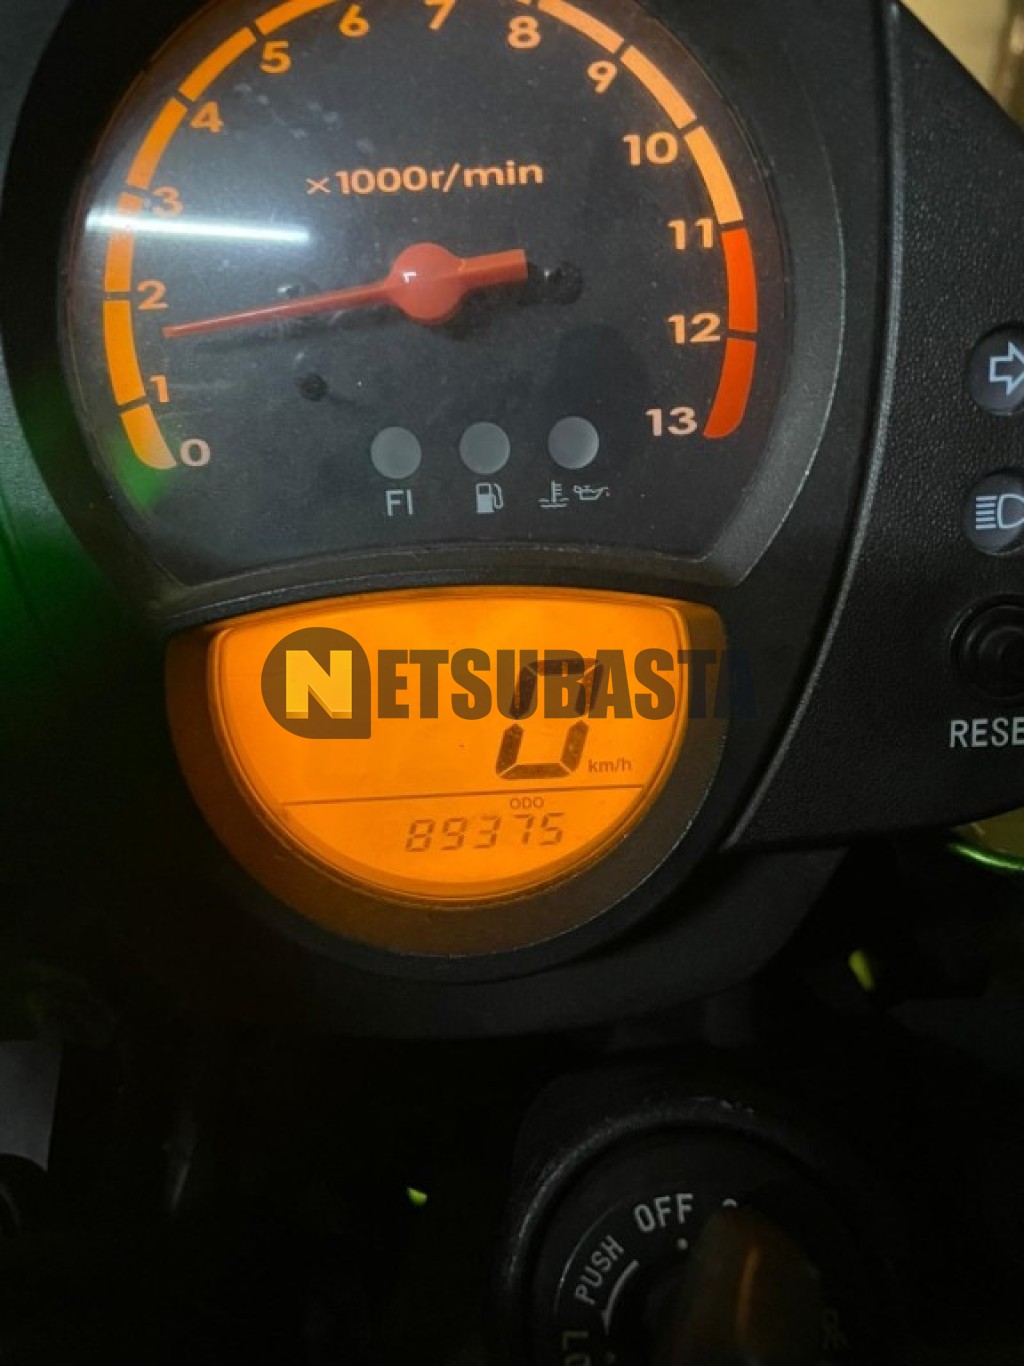 6 7 8
5 9
4 10
×1000r/min
3 11
2 12
1 13
0
FI
NETSUBASTA
0
km/h
RESE
ODO
89375
OFF
PUSH
LO